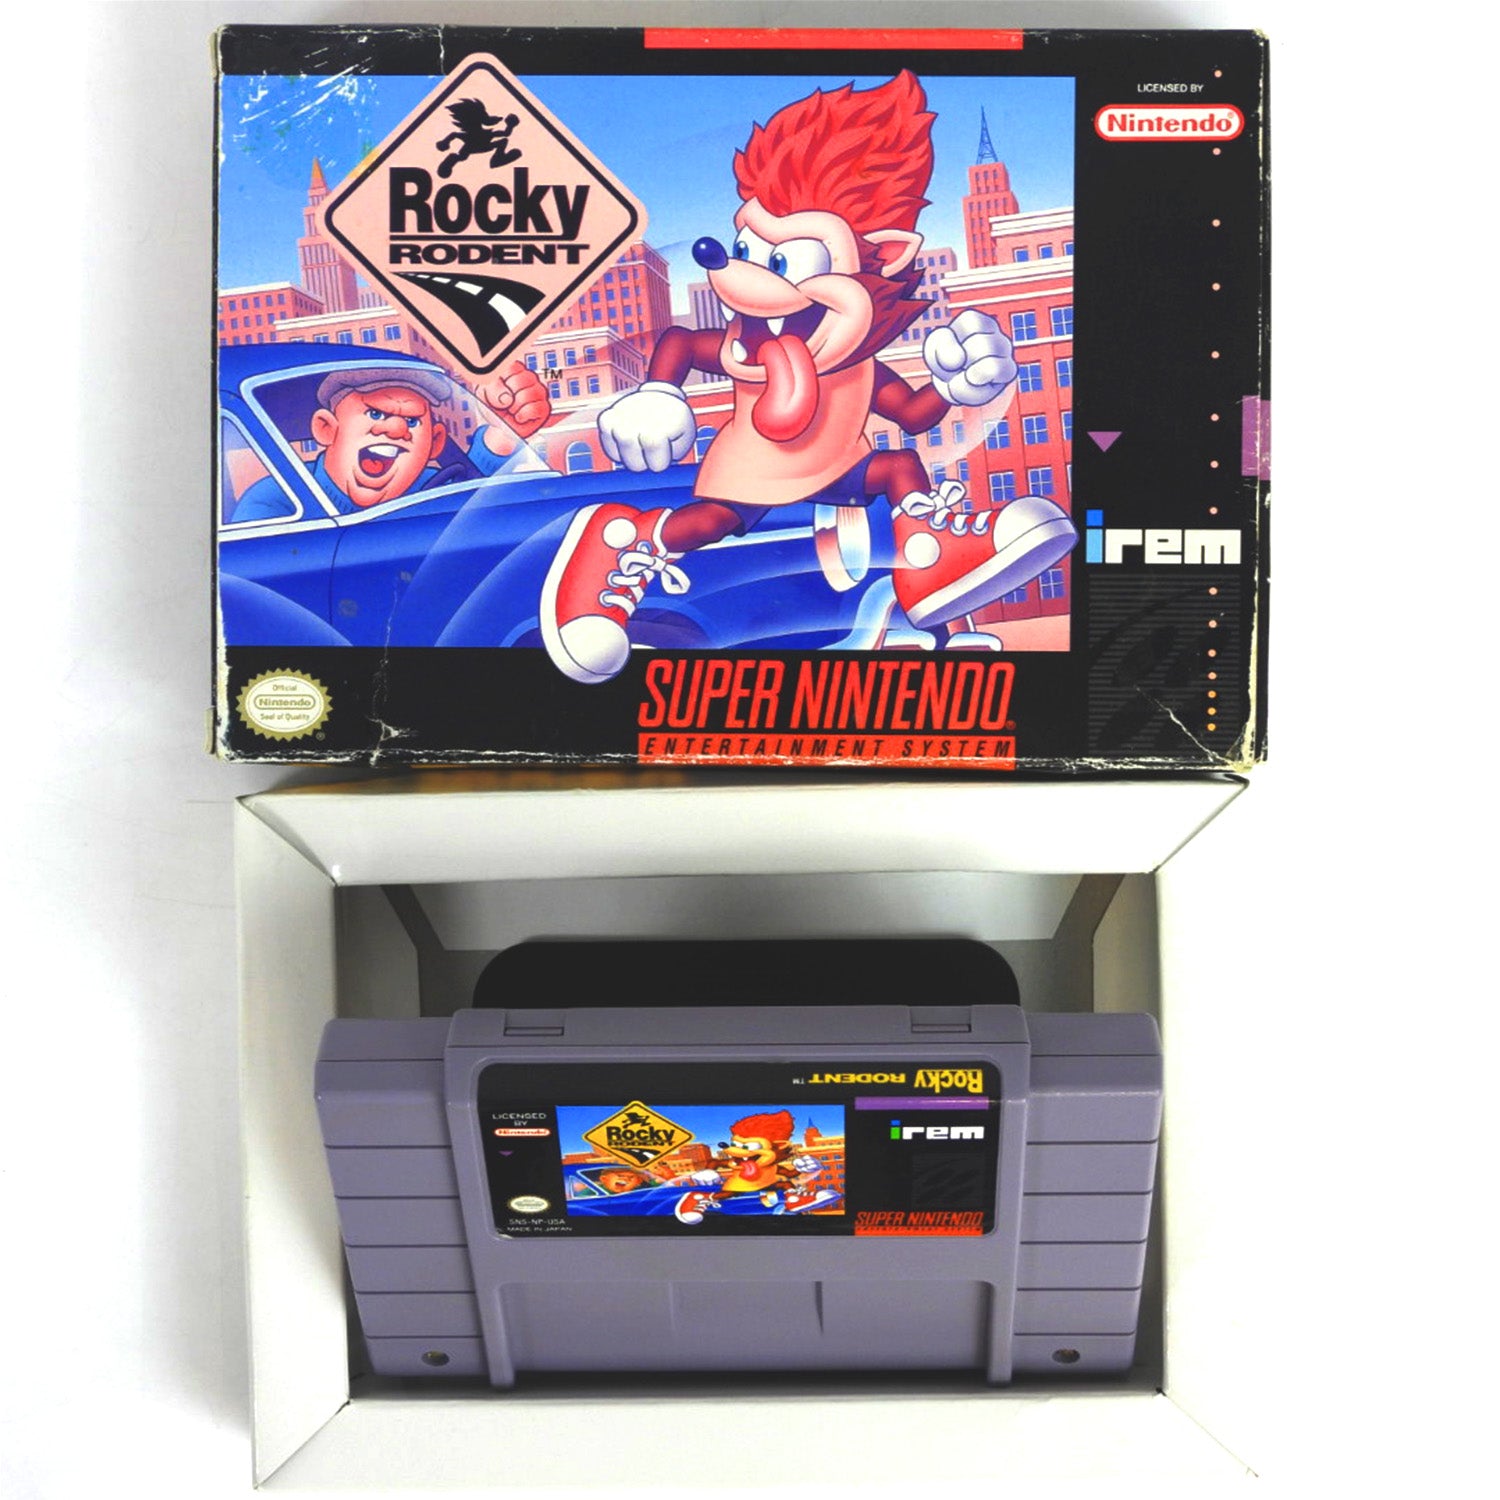 LICENSED BY
Nintendo®
Rocky
RODENT
TM
irem
Official
Nintendo
Seal of Quality
®
SUPER NINTENDO®
ENTERTAINMENT SYSTEM
Rocky RODENT TM
LICENSED
BY
Nintendo
Rocky
RODENT
irem
SNS-NP-USA
MADE IN JAPAN
SUPER NINTENDO